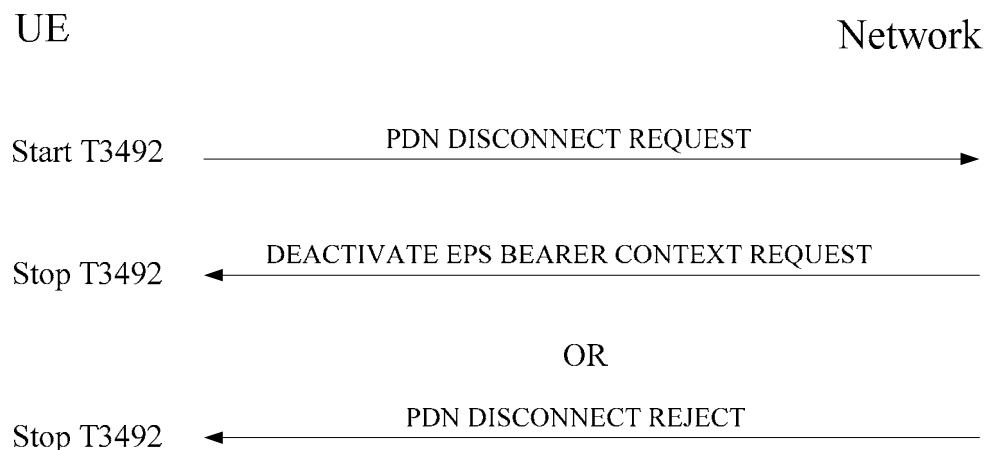 UE
Network
Start T3492
PDN DISCONNECT REQUEST
Stop T3492
DEACTIVATE EPS BEARER CONTEXT REQUEST
OR
Stop T3492
PDN DISCONNECT REJECT